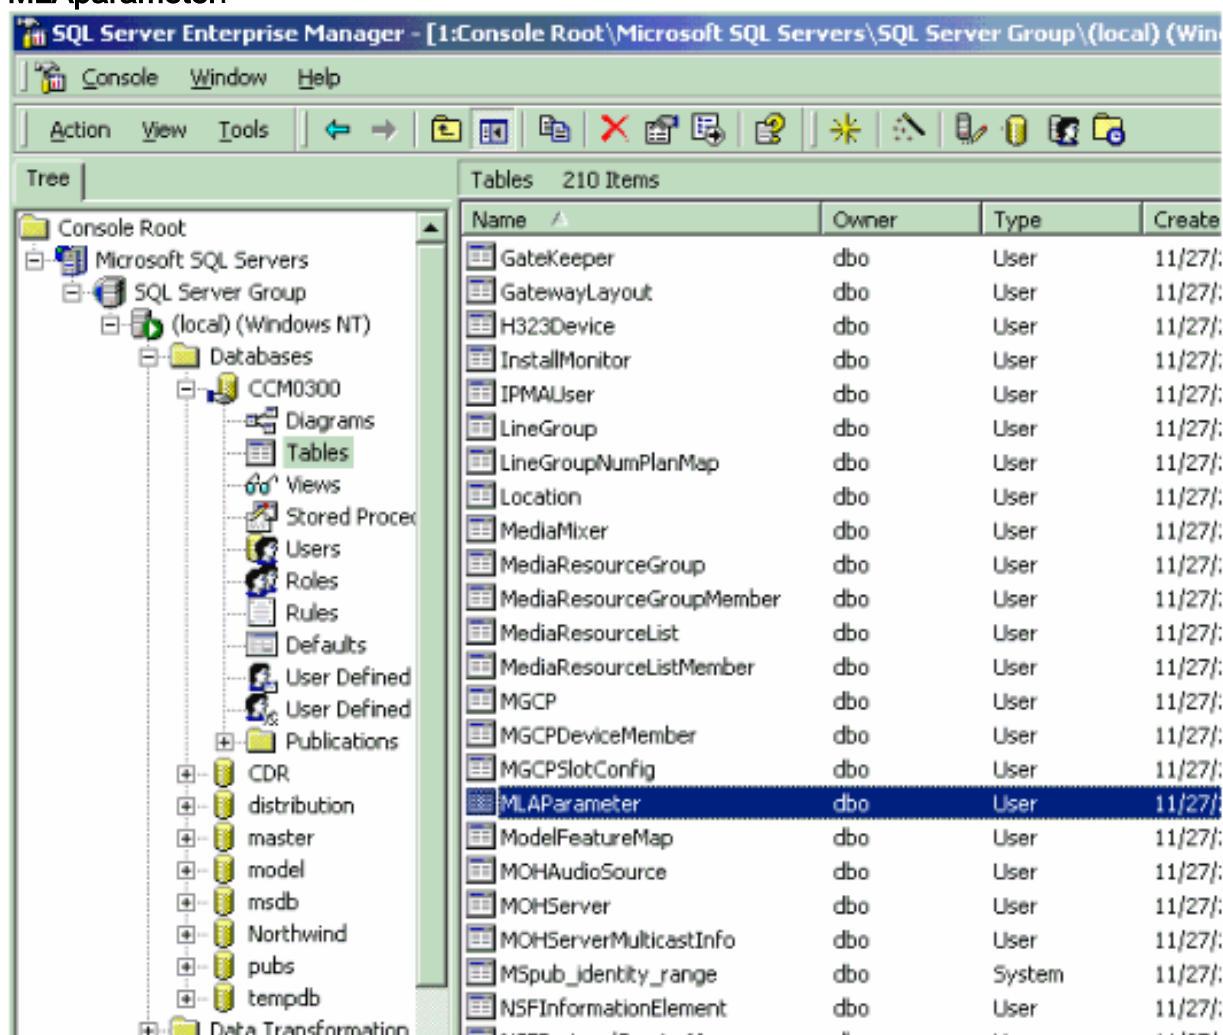 MLAparameter.
SQL Server Enterprise Manager - [1:Console Root\Microsoft SQL Servers\SQL Server Group\(local) (Win
Console Window Help
Action View Tools
Tree
Tables 210 Items
Console Root
Microsoft SQL Servers
SQL Server Group
(local) (Windows NT)
Databases
CCM0300
Diagrams
Tables
Views
Stored Proce
Users
Roles
Rules
Defaults
User Defined
User Defined
Publications
CDR
distribution
master
model
msdb
Northwind
pubs
tempdb
Data Transformation
Name Owner Type Create
GateKeeper dbo User 11/27/
GatewayLayout dbo User 11/27/
H323Device dbo User 11/27/
InstallMonitor dbo User 11/27/
IPMAUser dbo User 11/27/
LineGroup dbo User 11/27/
LineGroupNumPlanMap dbo User 11/27/
Location dbo User 11/27/
MediaMixer dbo User 11/27/
MediaResourceGroup dbo User 11/27/
MediaResourceGroupMember dbo User 11/27/
MediaResourceList dbo User 11/27/
MediaResourceListMember dbo User 11/27/
MGCP dbo User 11/27/
MGCPDeviceMember dbo User 11/27/
MGCPSlotConfig dbo User 11/27/
MLAParameter dbo User 11/27/
ModelFeatureMap dbo User 11/27/
MOHAudioSource dbo User 11/27/
MOHServer dbo User 11/27/
MOHServerMulticastInfo dbo User 11/27/
MSpub_identity_range dbo System 11/27/
NSFInformationElement dbo User 11/27/